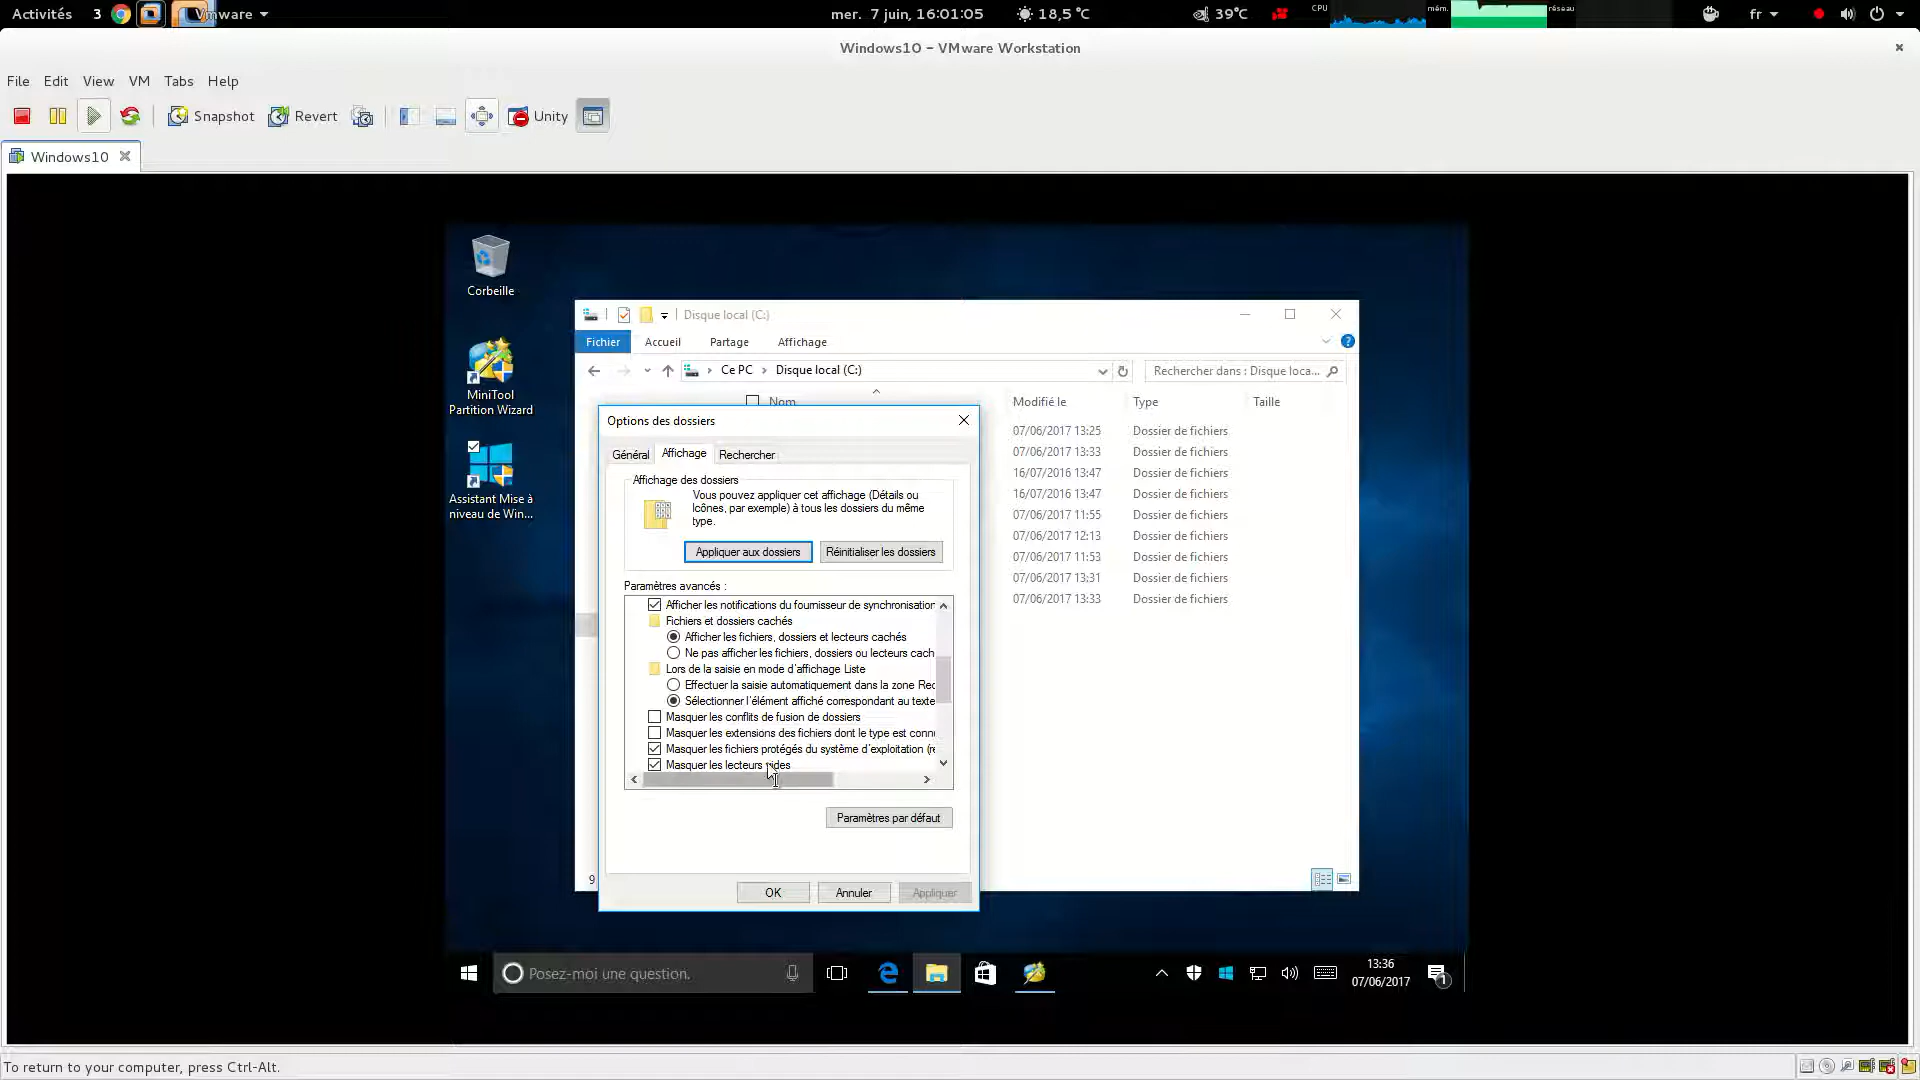 Activités 3 Vmware mer. 7 juin, 16:01:05 18,5 °C 39°C CPU mém. réseau fr
Windows10 – VMware Workstation
File Edit View VM Tabs Help
Snapshot Revert Unity
Windows10
Corbeille
Disque local (C:)
Fichier Accueil Partage Affichage
MiniTool
Partition Wizard
Ce PC Disque local (C:) Rechercher dans : Disque loca...
Nom Modifié le Type Taille
Options des dossiers
07/06/2017 13:25 Dossier de fichiers
07/06/2017 13:33 Dossier de fichiers
16/07/2016 13:47 Dossier de fichiers
16/07/2016 13:47 Dossier de fichiers
07/06/2017 11:55 Dossier de fichiers
07/06/2017 12:13 Dossier de fichiers
07/06/2017 11:53 Dossier de fichiers
07/06/2017 13:31 Dossier de fichiers
07/06/2017 13:33 Dossier de fichiers
Général Affichage Rechercher
Assistant Mise à
niveau de Win...
Affichage des dossiers
Vous pouvez appliquer cet affichage (Détails ou
Icônes, par exemple) à tous les dossiers du même
type.
Appliquer aux dossiers Réinitialiser les dossiers
Paramètres avancés :
Afficher les notifications du fournisseur de synchronisation
Fichiers et dossiers cachés
Afficher les fichiers, dossiers et lecteurs cachés
Ne pas afficher les fichiers, dossiers ou lecteurs cach
Lors de la saisie en mode d'affichage Liste
Effectuer la saisie automatiquement dans la zone Rec
Sélectionner l'élément affiché correspondant au texte
Masquer les conflits de fusion de dossiers
Masquer les extensions des fichiers dont le type est conn
Masquer les fichiers protégés du système d'exploitation (re
Masquer les lecteurs vides
Paramètres par défaut
9
OK Annuler Appliquer
Posez-moi une question.
13:36
07/06/2017
1
To return to your computer, press Ctrl-Alt.